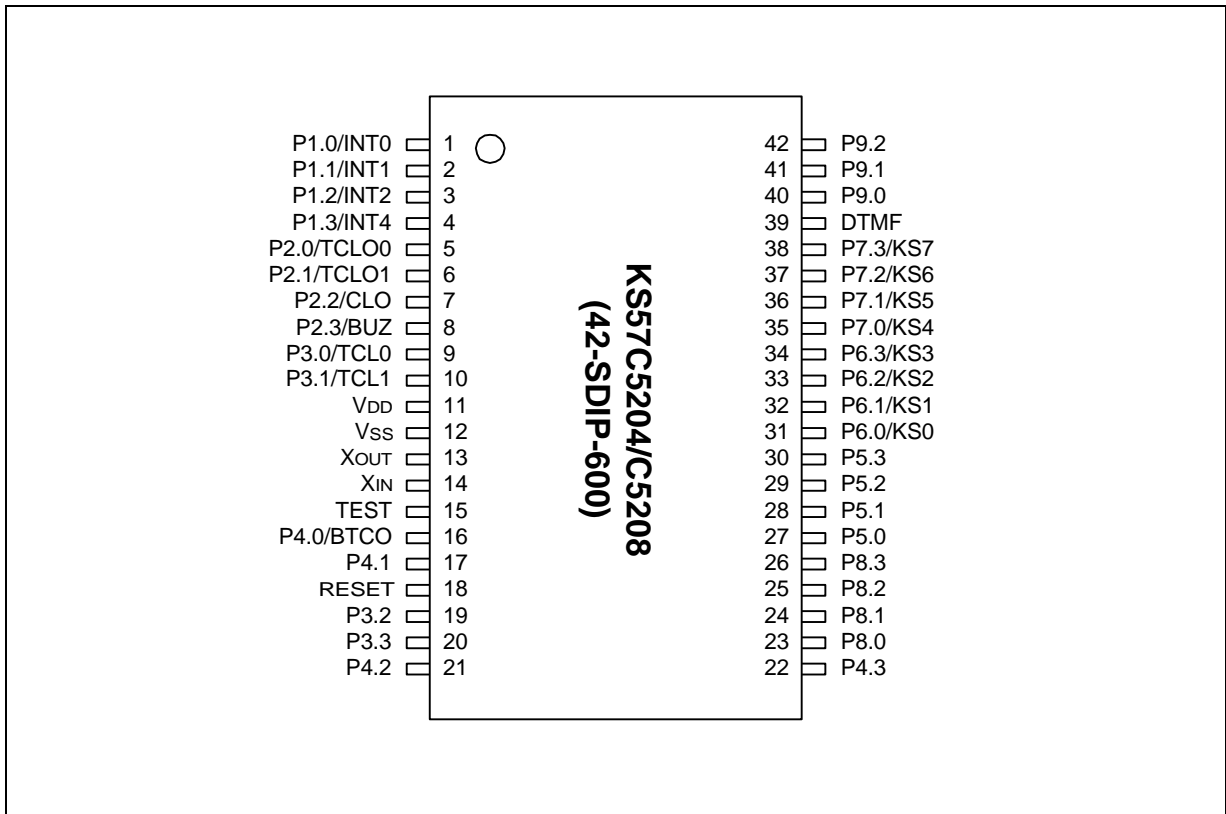 P1.0/INT0 1 42 P9.2
P1.1/INT1 2 41 P9.1
P1.2/INT2 3 40 P9.0
P1.3/INT4 4 39 DTMF
P2.0/TCLO0 5 38 P7.3/KS7
P2.1/TCLO1 6 37 P7.2/KS6
P2.2/CLO 7 36 P7.1/KS5
P2.3/BUZ 8 35 P7.0/KS4
P3.0/TCL0 9 34 P6.3/KS3
P3.1/TCL1 10 33 P6.2/KS2
VDD 11 32 P6.1/KS1
VSS 12 31 P6.0/KS0
XOUT 13 30 P5.3
XIN 14 29 P5.2
TEST 15 28 P5.1
P4.0/BTCO 16 27 P5.0
P4.1 17 26 P8.3
RESET 18 25 P8.2
P3.2 19 24 P8.1
P3.3 20 23 P8.0
P4.2 21 22 P4.3
KS57C5204/C5208
(42-SDIP-600)